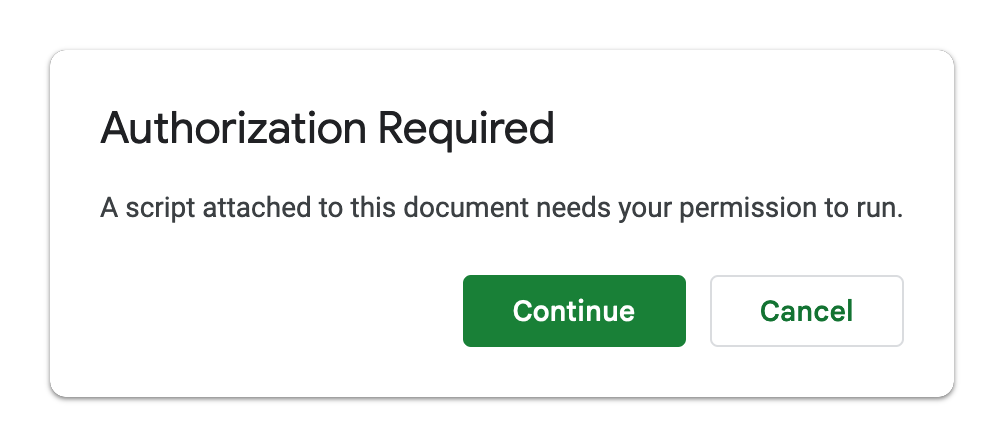 Authorization Required
A script attached to this document needs your permission to run.
Continue
Cancel